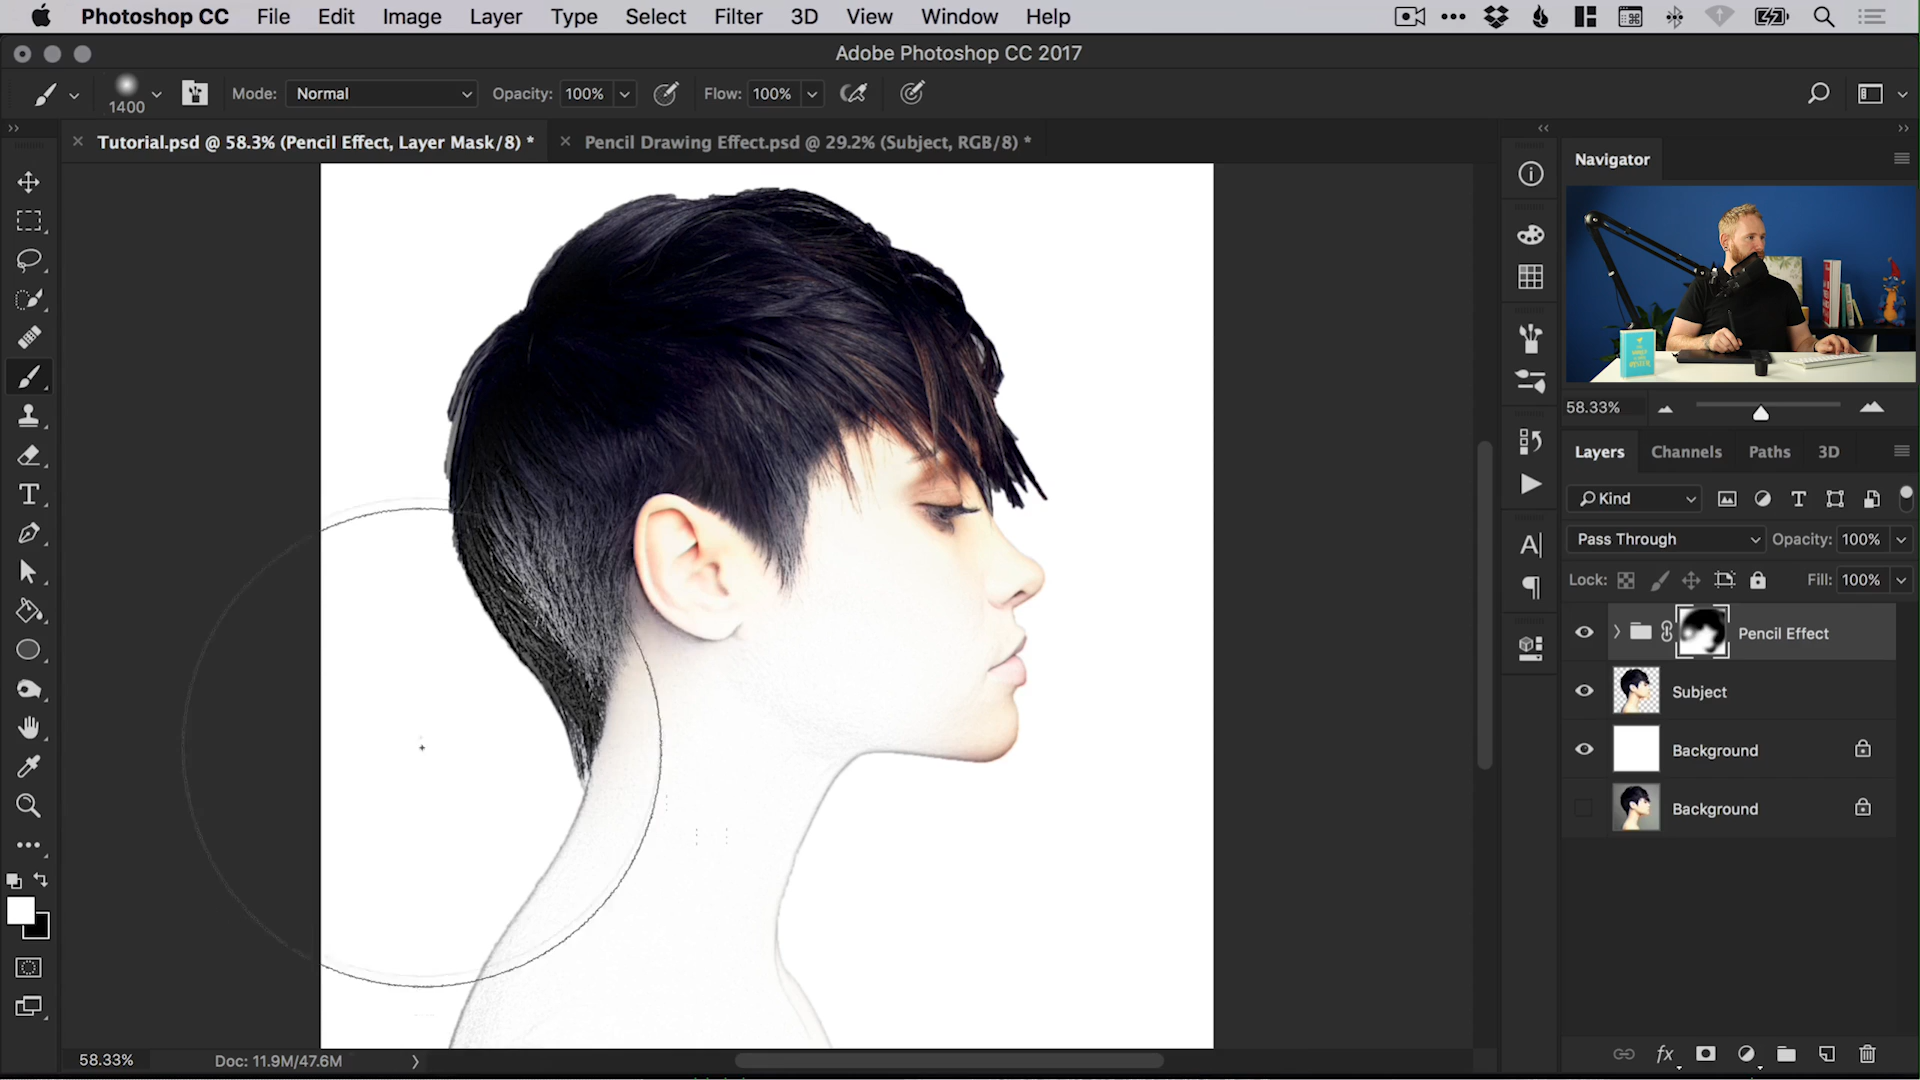 Photoshop CC File Edit Image Layer Type Select Filter 3D View Window Help
Adobe Photoshop CC 2017
1400 Mode: Normal Opacity: 100% Flow: 100%
Tutorial.psd @ 58.3% (Pencil Effect, Layer Mask/8) * Pencil Drawing Effect.psd @ 29.2% (Subject, RGB/8) *
Navigator
58.33%
Layers Channels Paths 3D
Kind
Pass Through Opacity: 100%
Lock: Fill: 100%
Pencil Effect
Subject
Background
Background
58.33% Doc: 11.9M/47.6M